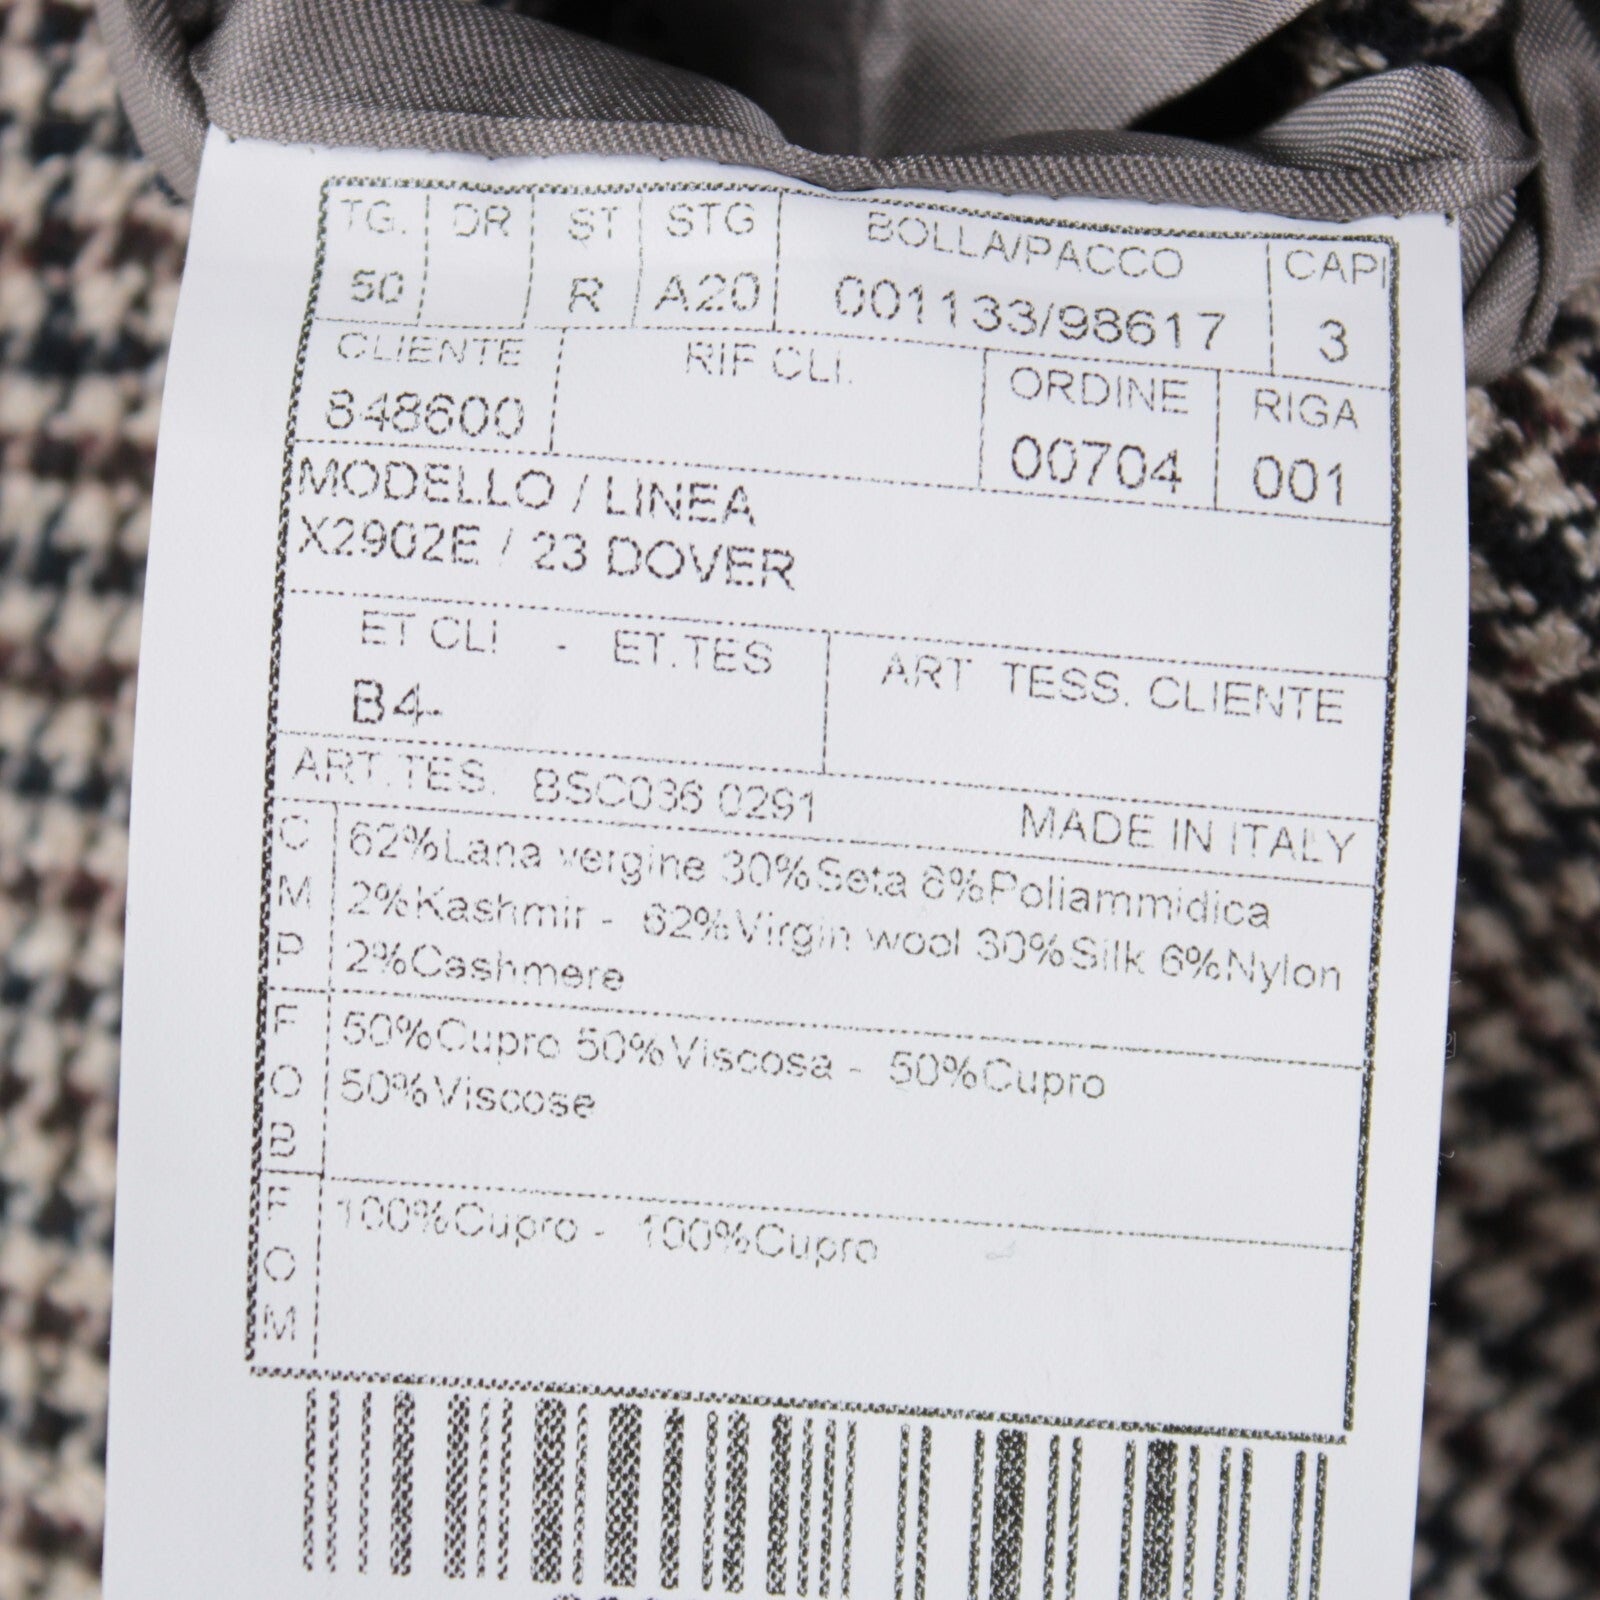 TG. DR ST STG BOLLA/PACCO CAPI
50 R A20 001133/98617 3
CLIENTE RIF CLI. ORDINE RIGA
848600 00704 001
MODELLO / LINEA
X2902E / 23 DOVER
ET CLI - ET.TES ART TESS. CLIENTE
B4-
ART.TES. BSC036 0291 MADE IN ITALY
COMP
62%Lana vergine 30%Seta 6%Poliammidica
2%Kashmir - 62%Virgin wool 30%Silk 6%Nylon
2%Cashmere
FOB
50%Cupro 50%Viscosa - 50%Cupro
50%Viscose
FOM
100%Cupro - 100%Cupro